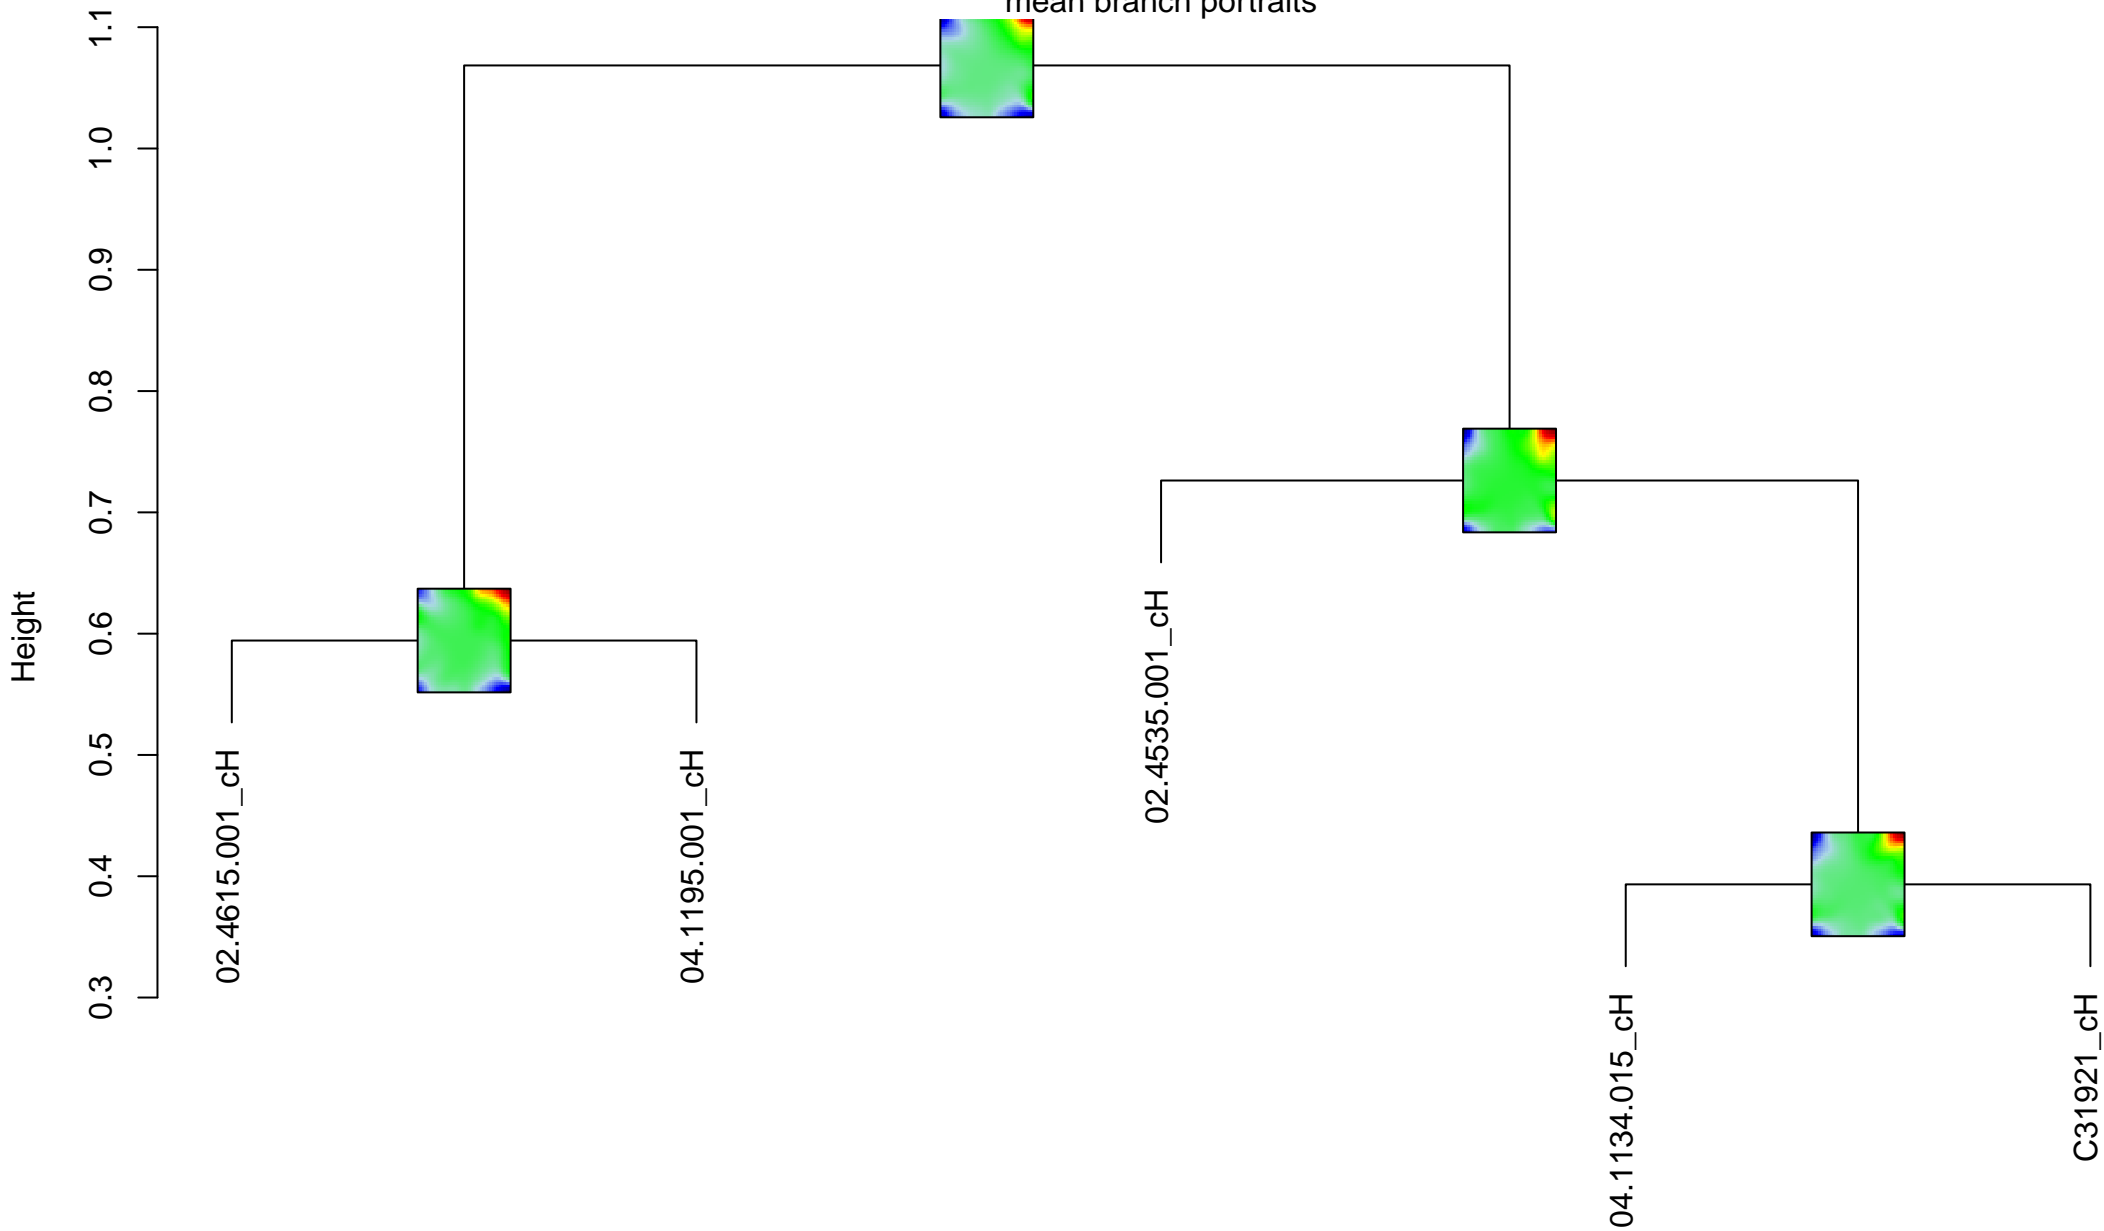 mean branch portraits
1.1
1.0
0.9
0.8
0.7
0.6
0.5
0.4
0.3
Height
02.4615.001_cH
04.1195.001_cH
02.4535.001_cH
04.1134.015_cH
C31921_cH